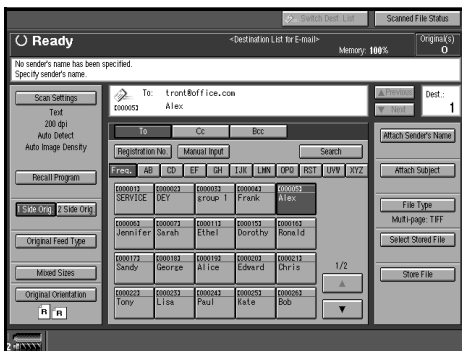 Switch Dest. List
Scanned File Status
Ready
<Destination List for E-mail>
Memory: 100%
Original(s)
0
No sender's name has been specified.
Specify sender's name.
Scan Settings
Text
200 dpi
Auto Detect
Auto Image Density
Recall Program
1 Side Orig. 2 Side Orig.
Original Feed Type
Mixed Sizes
Original Orientation
R R
To: tront@office.com
[00005] Alex
Previous
Next
Dest.:
1
To Cc Bcc
Registration No. Manual Input Search
Freq. AB CD EF GH IJK LMN OPQ RST UVW XYZ
[00001] [00002] [00003] [00004] [00005]
SERVICE DEY group 1 Frank Alex
[00006] [00007] [00011] [00015] [00016]
Jennifer Sarah Ethel Dorothy Ronald
[00017] [00018] [00019] [00020] [00021]
Sandy George Alice Edward Chris
[00022] [00023] [00024] [00025] [00026]
Tony Lisa Paul Kate Bob
1/2
Attach Sender's Name
Attach Subject
File Type
Multi-page: TIFF
Select Stored File
Store File
2